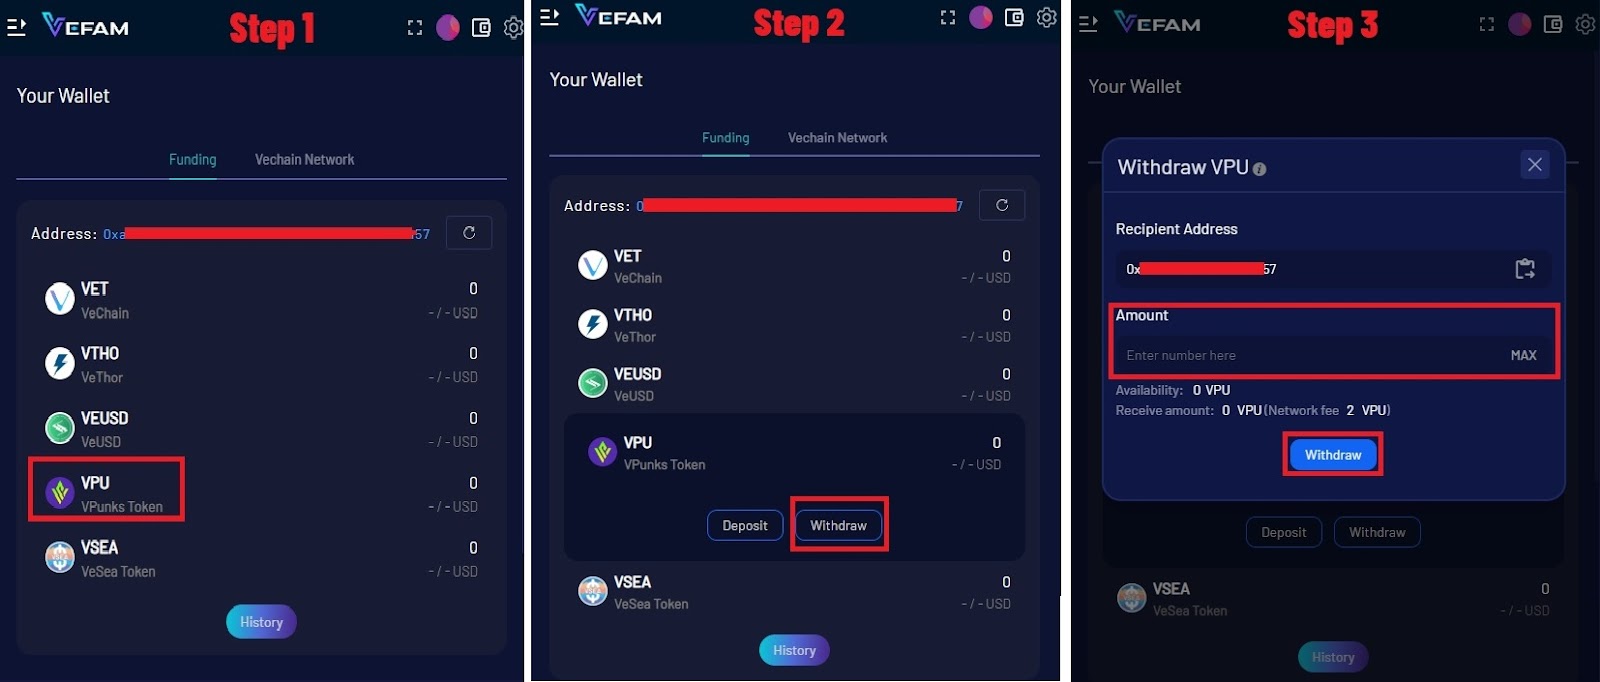 VEFAM
Step 1
Your Wallet
Funding
Vechain Network
Address: 0xa 57
VET
0
VeChain
- / - USD
VTHO
0
VeThor
- / - USD
VEUSD
0
VeUSD
- / - USD
VPU
0
VPunks Token
- / - USD
VSEA
0
VeSea Token
- / - USD
History
VEFAM
Step 2
Your Wallet
Funding
Vechain Network
Address: 0 7
VET
0
VeChain
- / - USD
VTHO
0
VeThor
- / - USD
VEUSD
0
VeUSD
- / - USD
VPU
0
VPunks Token
- / - USD
Deposit
Withdraw
VSEA
0
VeSea Token
- / - USD
History
VEFAM
Step 3
Your Wallet
Withdraw VPU
Recipient Address
0x 57
Amount
Enter number here
MAX
Availability: 0 VPU
Receive amount: 0 VPU(Network fee 2 VPU)
Withdraw
Deposit
Withdraw
VSEA
0
VeSea Token
- / - USD
History